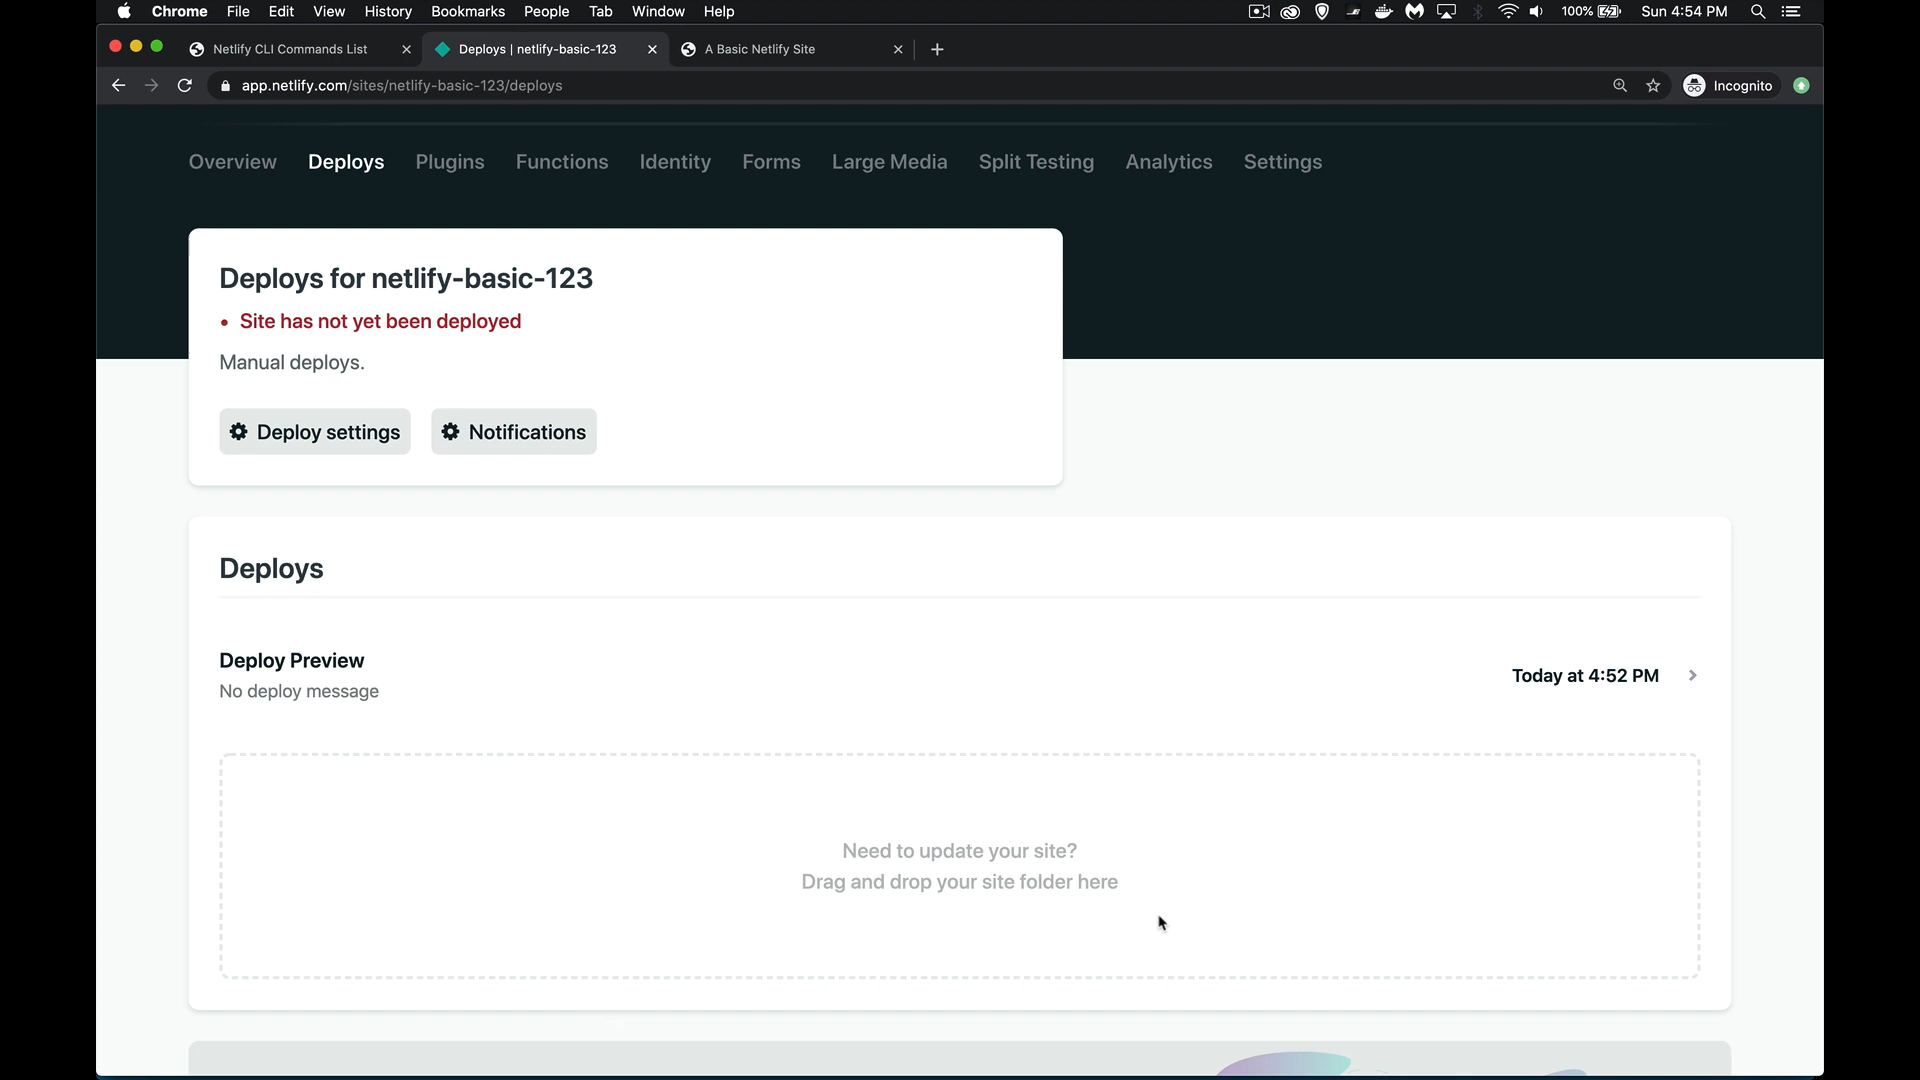 Chrome File Edit View History Bookmarks People Tab Window Help
100% Sun 4:54 PM
Netlify CLI Commands List
Deploys | netlify-basic-123
A Basic Netlify Site
app.netlify.com/sites/netlify-basic-123/deploys
Incognito
Overview Deploys Plugins Functions Identity Forms Large Media Split Testing Analytics Settings
Deploys for netlify-basic-123
• Site has not yet been deployed
Manual deploys.
Deploy settings
Notifications
Deploys
Deploy Preview
No deploy message
Today at 4:52 PM
Need to update your site?
Drag and drop your site folder here